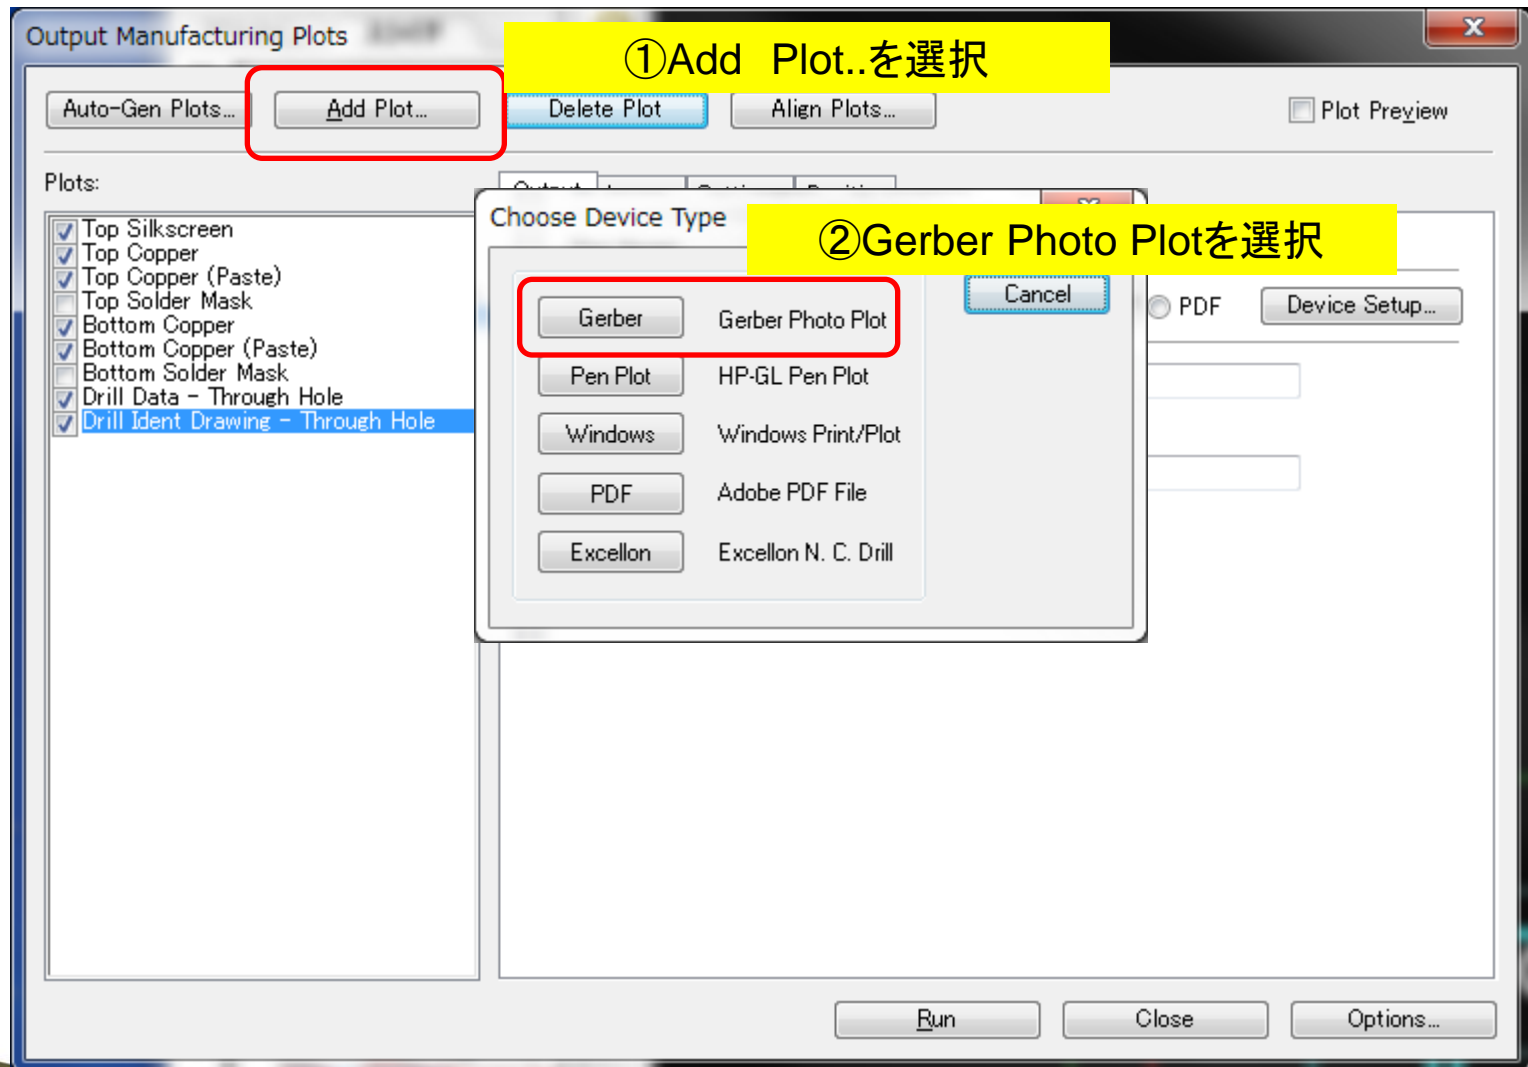 Output Manufacturing Plots
①Add Plot..を選択
Auto-Gen Plots...
Add Plot...
Delete Plot
Align Plots...
Plot Preview
Plots:
Top Silkscreen
Top Copper
Top Copper (Paste)
Top Solder Mask
Bottom Copper
Bottom Copper (Paste)
Bottom Solder Mask
Drill Data - Through Hole
Drill Ident Drawing - Through Hole
Output
Choose Device Type
②Gerber Photo Plotを選択
Gerber
Gerber Photo Plot
Cancel
Pen Plot
HP-GL Pen Plot
Windows
Windows Print/Plot
PDF
Adobe PDF File
Excellon
Excellon N. C. Drill
PDF
Device Setup...
Run
Close
Options...